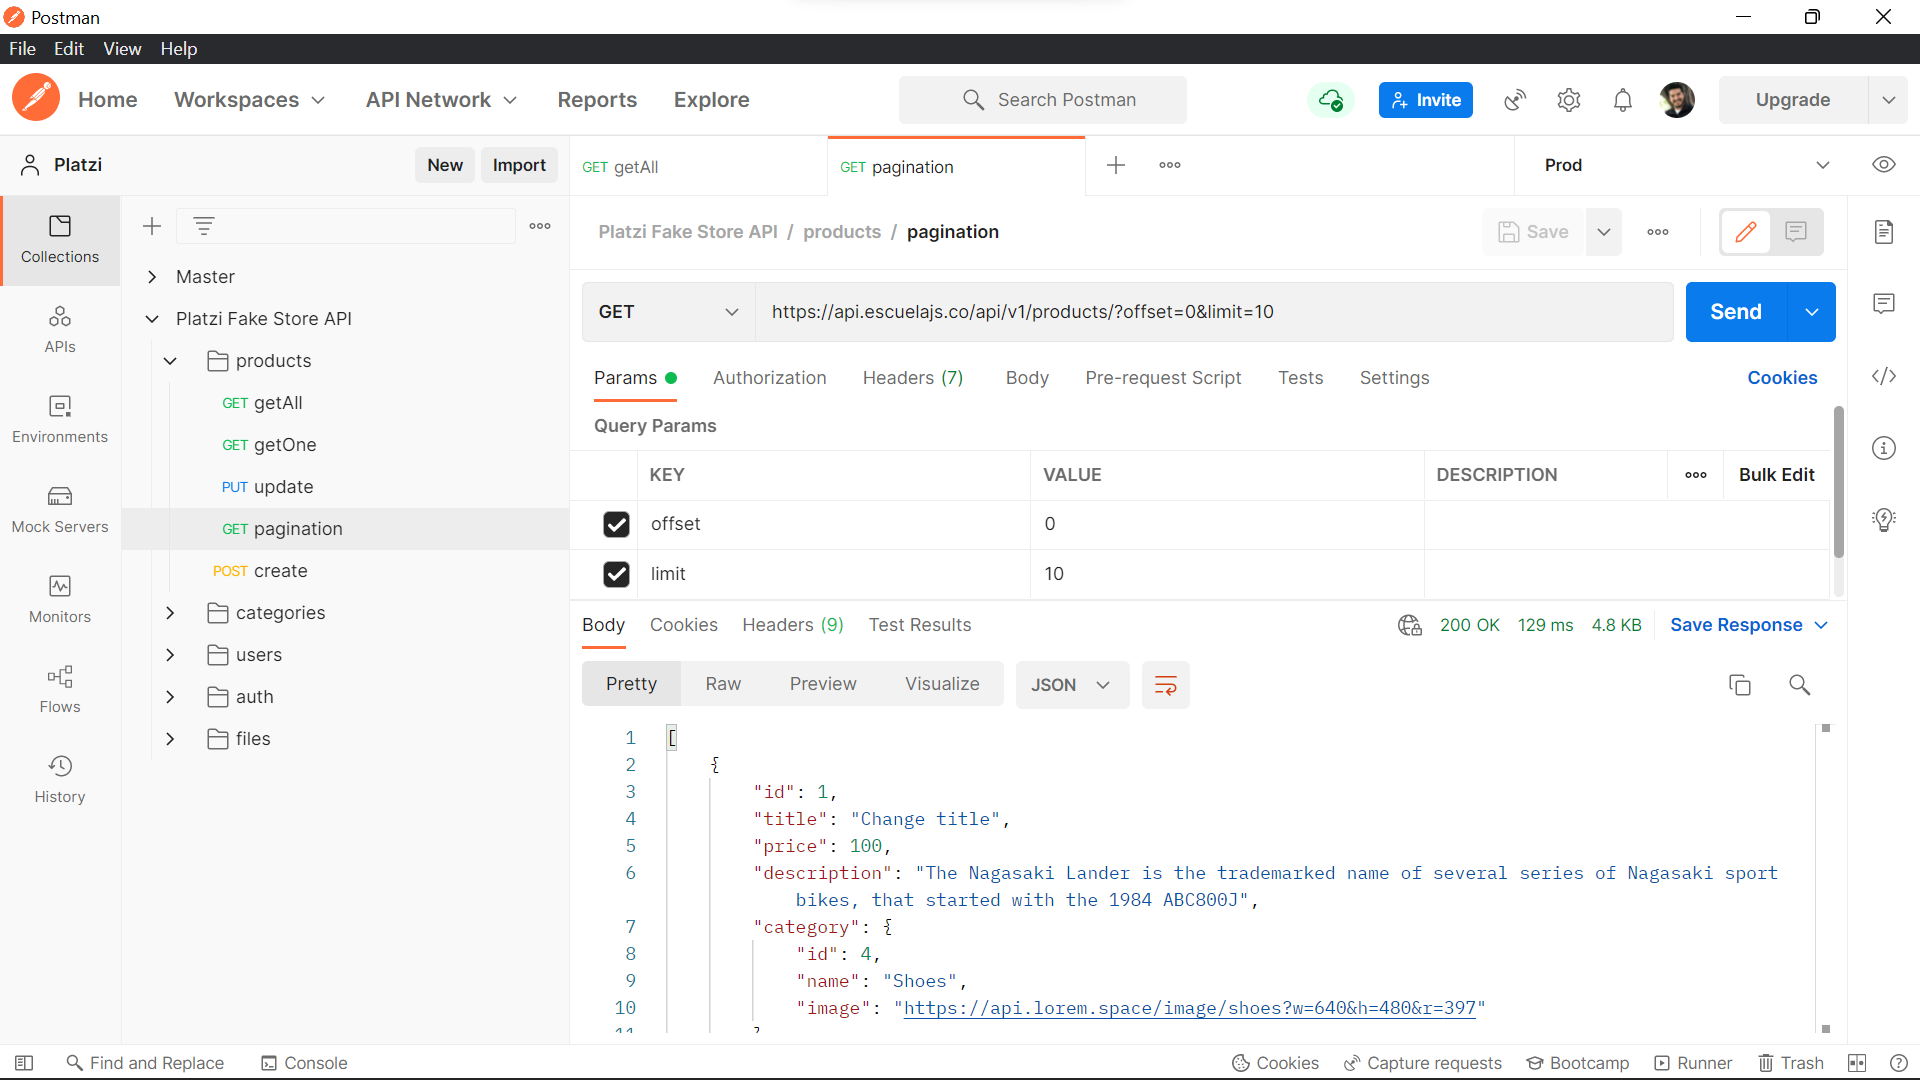 Postman
File Edit View Help
Home Workspaces API Network Reports Explore Search Postman Invite Upgrade
Platzi New Import GET getAll GET pagination Prod
Collections
APIs
Environments
Mock Servers
Monitors
Flows
History
Master
Platzi Fake Store API
products
GET getAll
GET getOne
PUT update
GET pagination
POST create
categories
users
auth
files
Platzi Fake Store API / products / pagination Save
GET https://api.escuelajs.co/api/v1/products/?offset=0&limit=10 Send
Params Authorization Headers (7) Body Pre-request Script Tests Settings Cookies
Query Params
KEY VALUE DESCRIPTION Bulk Edit
offset 0
limit 10
Body Cookies Headers (9) Test Results 200 OK 129 ms 4.8 KB Save Response
Pretty Raw Preview Visualize JSON
1 [
2 {
3 "id": 1,
4 "title": "Change title",
5 "price": 100,
6 "description": "The Nagasaki Lander is the trademarked name of several series of Nagasaki sport
bikes, that started with the 1984 ABC800J",
7 "category": {
8 "id": 4,
9 "name": "Shoes",
10 "image": "https://api.lorem.space/image/shoes?w=640&h=480&r=397"
Find and Replace Console Cookies Capture requests Bootcamp Runner Trash